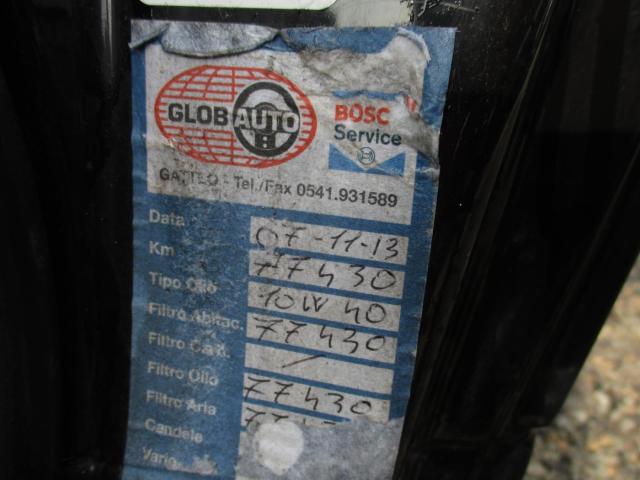 GLOB AUTO
BOSC
Service
GATTEO - Tel./Fax 0541.931589
Data 07-11-13
Km 77430
Tipo Olio 10W40
Filtro Abitac. 77430
Filtro Carb. /
Filtro Olio 77430
Filtro Aria
Candele
Varie